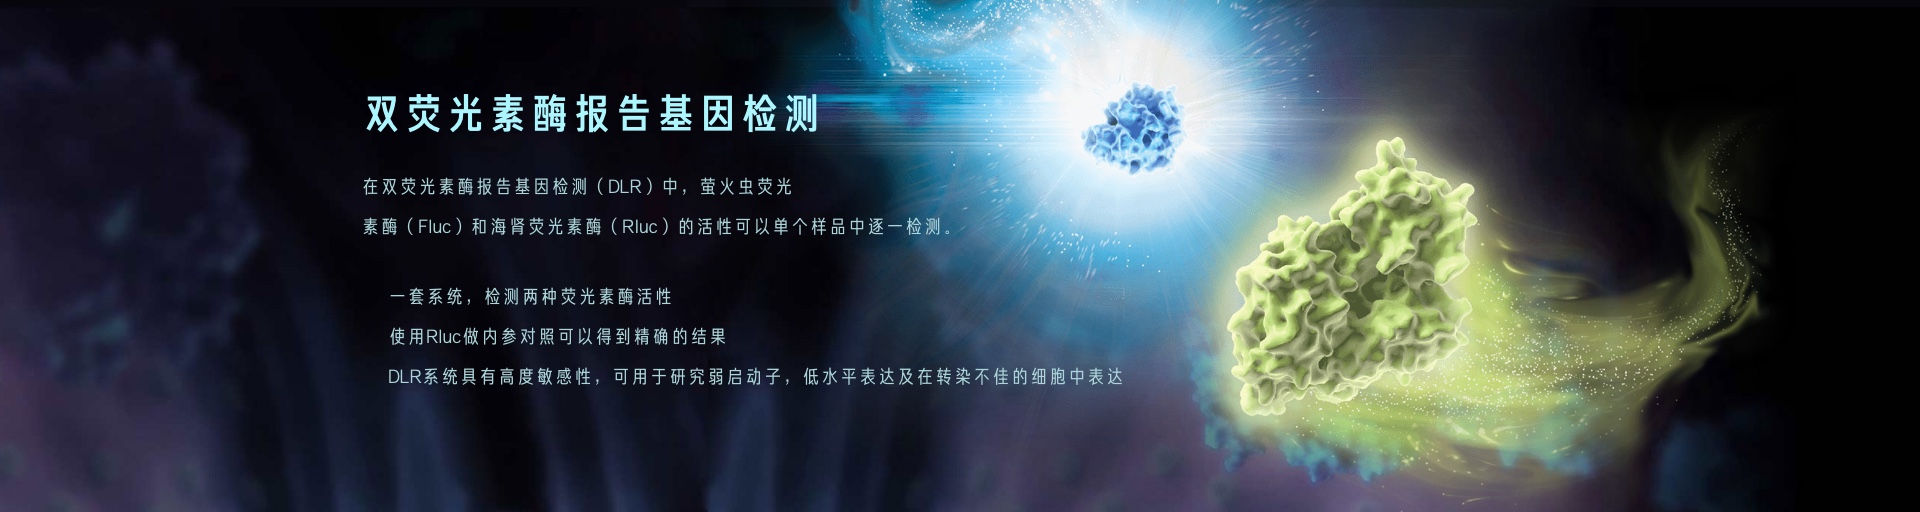 双荧光素酶报告基因检测
在双荧光素酶报告基因检测（DLR）中，萤火虫荧光
素酶（Fluc）和海肾荧光素酶（Rluc）的活性可以单个样品中逐一检测。
一套系统，检测两种荧光素酶活性
使用Rluc做内参对照可以得到精确的结果
DLR系统具有高度敏感性，可用于研究弱启动子，低水平表达及在转染不佳的细胞中表达